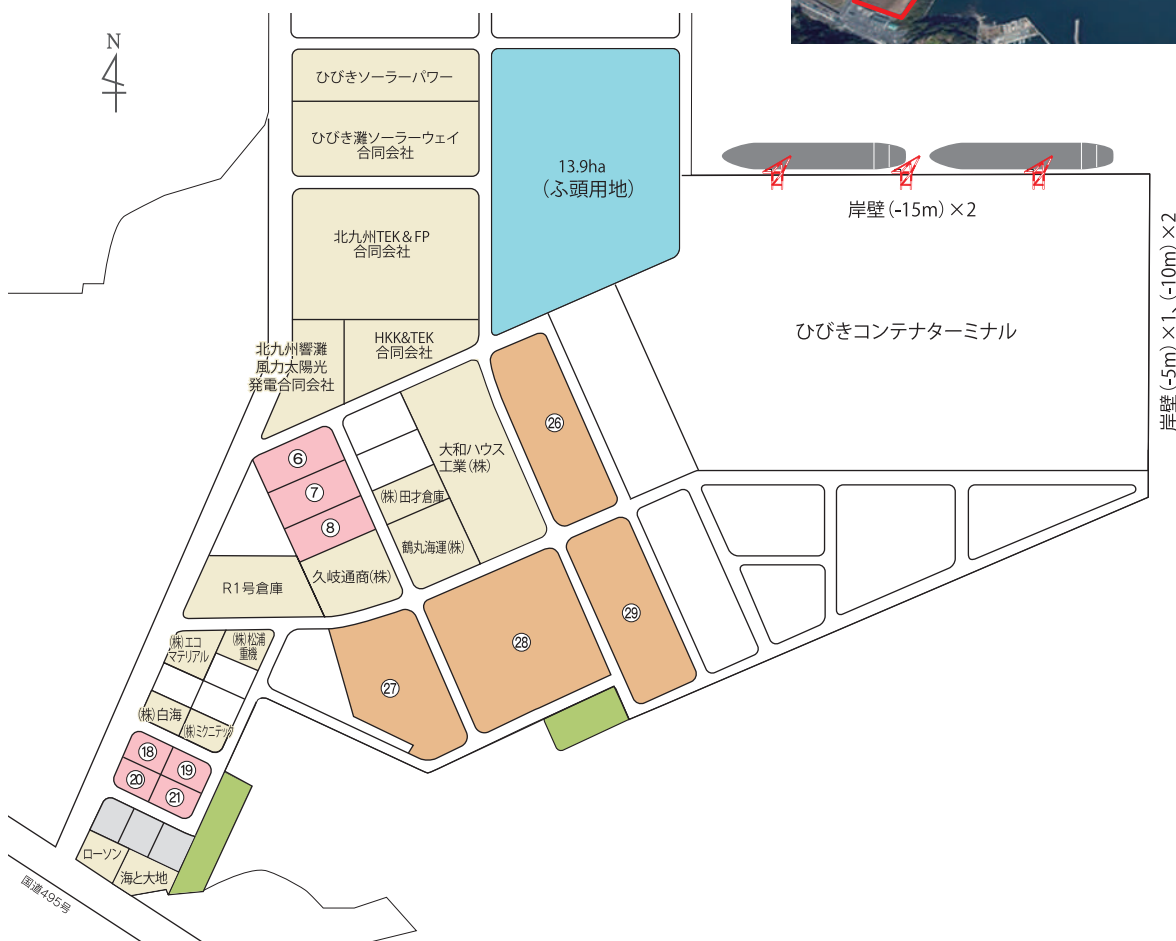 N
ひびきソーラーパワー
ひびき灘ソーラーウェイ
合同会社
13.9ha
(ふ頭用地)
岸壁(-15m)×2
岸壁(-5m)×1、(-10m)×2
北九州TEK&FP
合同会社
ひびきコンテナターミナル
HKK&TEK
合同会社
北九州響灘
風力太陽光
発電合同会社
大和ハウス
工業(株)
㉖
⑥
⑦
⑧
(株)田才倉庫
鶴丸海運(株)
久岐通商(株)
R1号倉庫
㉙
㉘
㉗
(株)エコ
マテリアル
(株)松浦
重機
(株)白海
(株)ミクニテック
⑱
⑲
⑳
㉑
ローソン
海と大地
国道495号